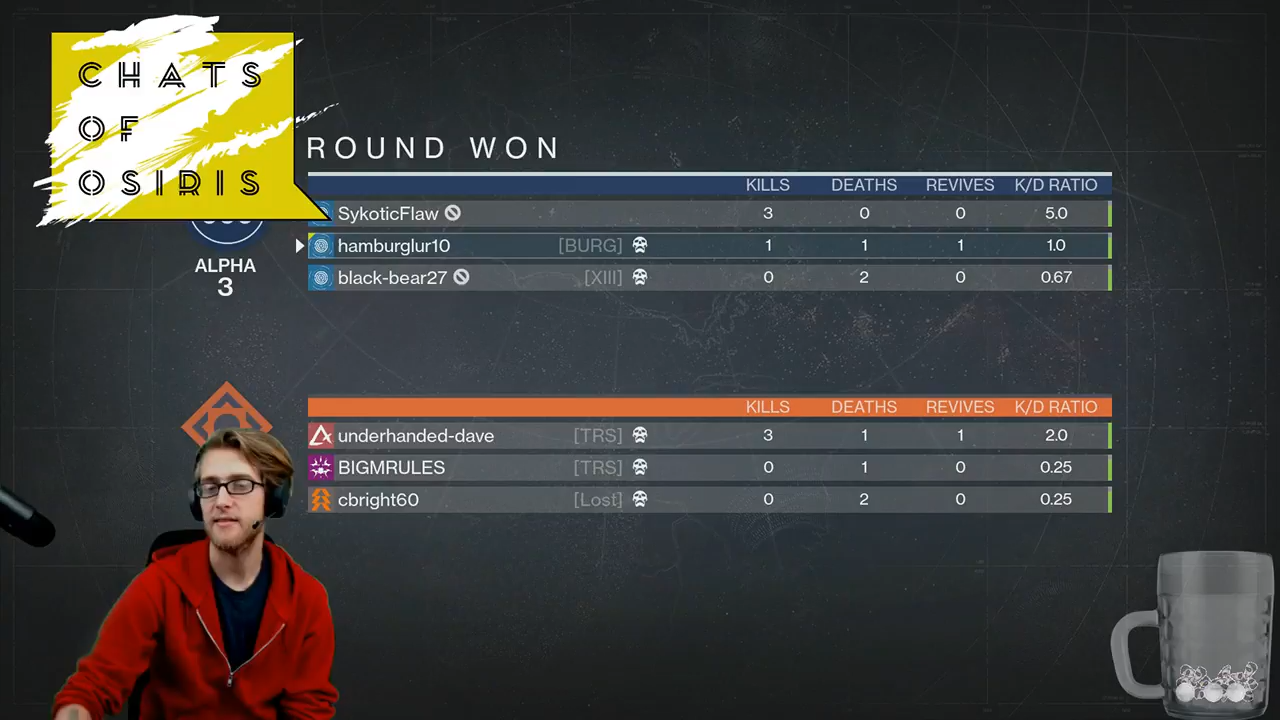 CHATS
OF
OSIRIS
ROUND WON
KILLS DEATHS REVIVES K/D RATIO
SykoticFlaw 3 0 0 5.0
hamburglur10 [BURG] 1 1 1 1.0
black-bear27 [XIII] 0 2 0 0.67
ALPHA
3
KILLS DEATHS REVIVES K/D RATIO
underhanded-dave [TRS] 3 1 1 2.0
BIGMRULES [TRS] 0 1 0 0.25
cbright60 [Lost] 0 2 0 0.25